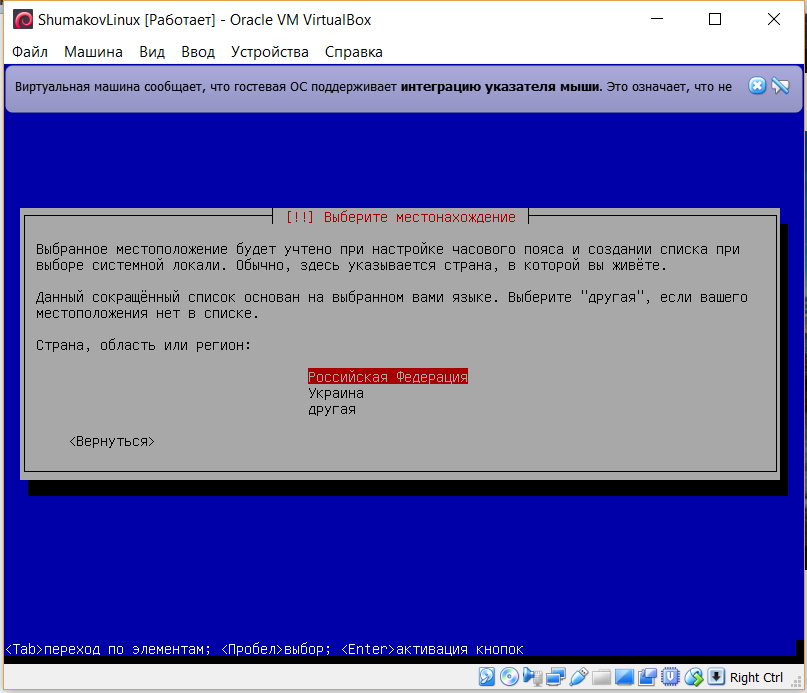 ShumakovLinux [Работает] - Oracle VM VirtualBox
Файл Машина Вид Ввод Устройства Справка
Виртуальная машина сообщает, что гостевая ОС поддерживает интеграцию указателя мыши. Это означает, что не
[!!] Выберите местонахождение
Выбранное местоположение будет учтено при настройке часового пояса и создании списка при
выборе системной локали. Обычно, здесь указывается страна, в которой вы живёте.
Данный сокращённый список основан на выбранном вами языке. Выберите "другая", если вашего
местоположения нет в списке.
Страна, область или регион:
Российская Федерация
Украина
другая
<Вернуться>
<Tab>переход по элементам; <Пробел>выбор; <Enter>активация кнопок
Right Ctrl